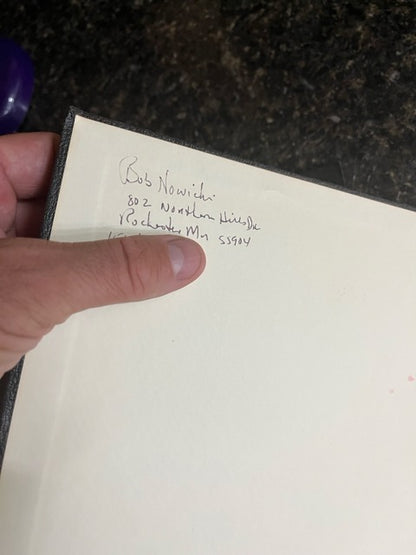 Bob Nowicki
802 Northern Hills Dr
Rochester Mn 55904